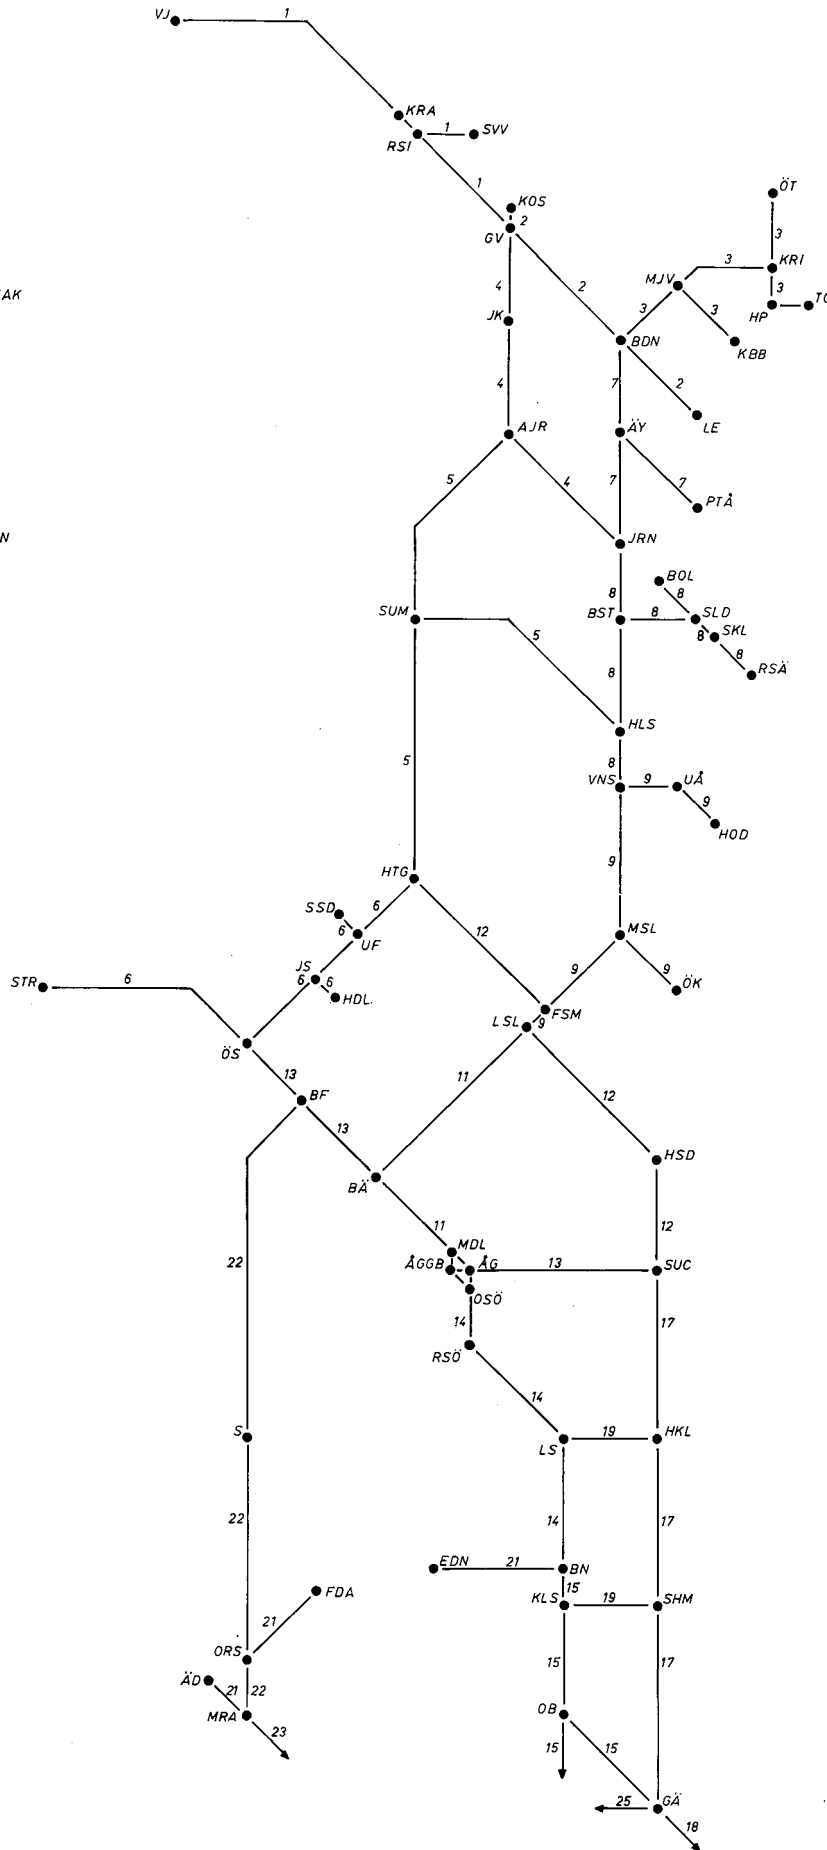 VJ 1
KRA
1 SVV
RSI
1
ÖT
KOS
2
GV
3
3 KRI
2
MJV
4
3
AK
3
HP
JK
3
BDN
KBB
4
7
2
LE
AJR
ÄY
5
4
7
7
PTÅ
N
JRN
BOL
8
8
SUM
BST
8
SLD
5
8
SKL
8
RSÄ
8
HLS
5
8
VNS 9 UÅ
9
HOD
9
HTG
SSD
6
12
6
UF
MSL
JS
6
6
9
9
STR
6
HDL
ÖK
FSM
LSL
9
ÖS
13
11
12
BF
13
HSD
BÄ
11
12
MDL
ÅGGB
ÅG
13
SUC
22
OSÖ
14
17
RSÖ
14
S
19
HKL
LS
22
14
17
EDN
21
BN
15
FDA
KLS
19
SHM
21
ORS
15
17
ÄD
21
22
MRA
OB
23
15
15
25
GÄ
18